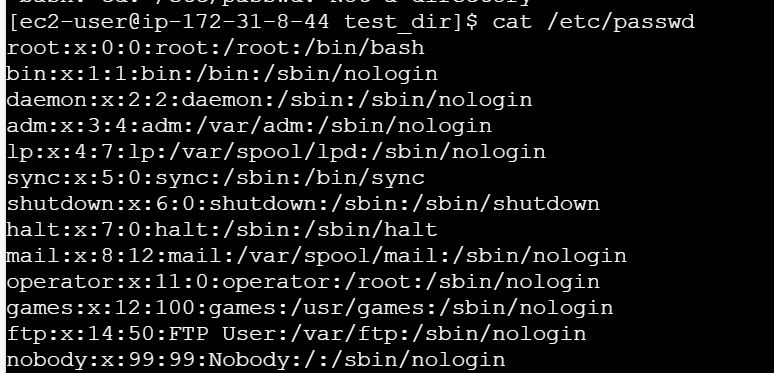 [ec2-user@ip-172-31-8-44 test_dir]$ cat /etc/passwd
root:x:0:0:root:/root:/bin/bash
bin:x:1:1:bin:/bin:/sbin/nologin
daemon:x:2:2:daemon:/sbin:/sbin/nologin
adm:x:3:4:adm:/var/adm:/sbin/nologin
lp:x:4:7:lp:/var/spool/lpd:/sbin/nologin
sync:x:5:0:sync:/sbin:/bin/sync
shutdown:x:6:0:shutdown:/sbin:/sbin/shutdown
halt:x:7:0:halt:/sbin:/sbin/halt
mail:x:8:12:mail:/var/spool/mail:/sbin/nologin
operator:x:11:0:operator:/root:/sbin/nologin
games:x:12:100:games:/usr/games:/sbin/nologin
ftp:x:14:50:FTP User:/var/ftp:/sbin/nologin
nobody:x:99:99:Nobody:/:/sbin/nologin